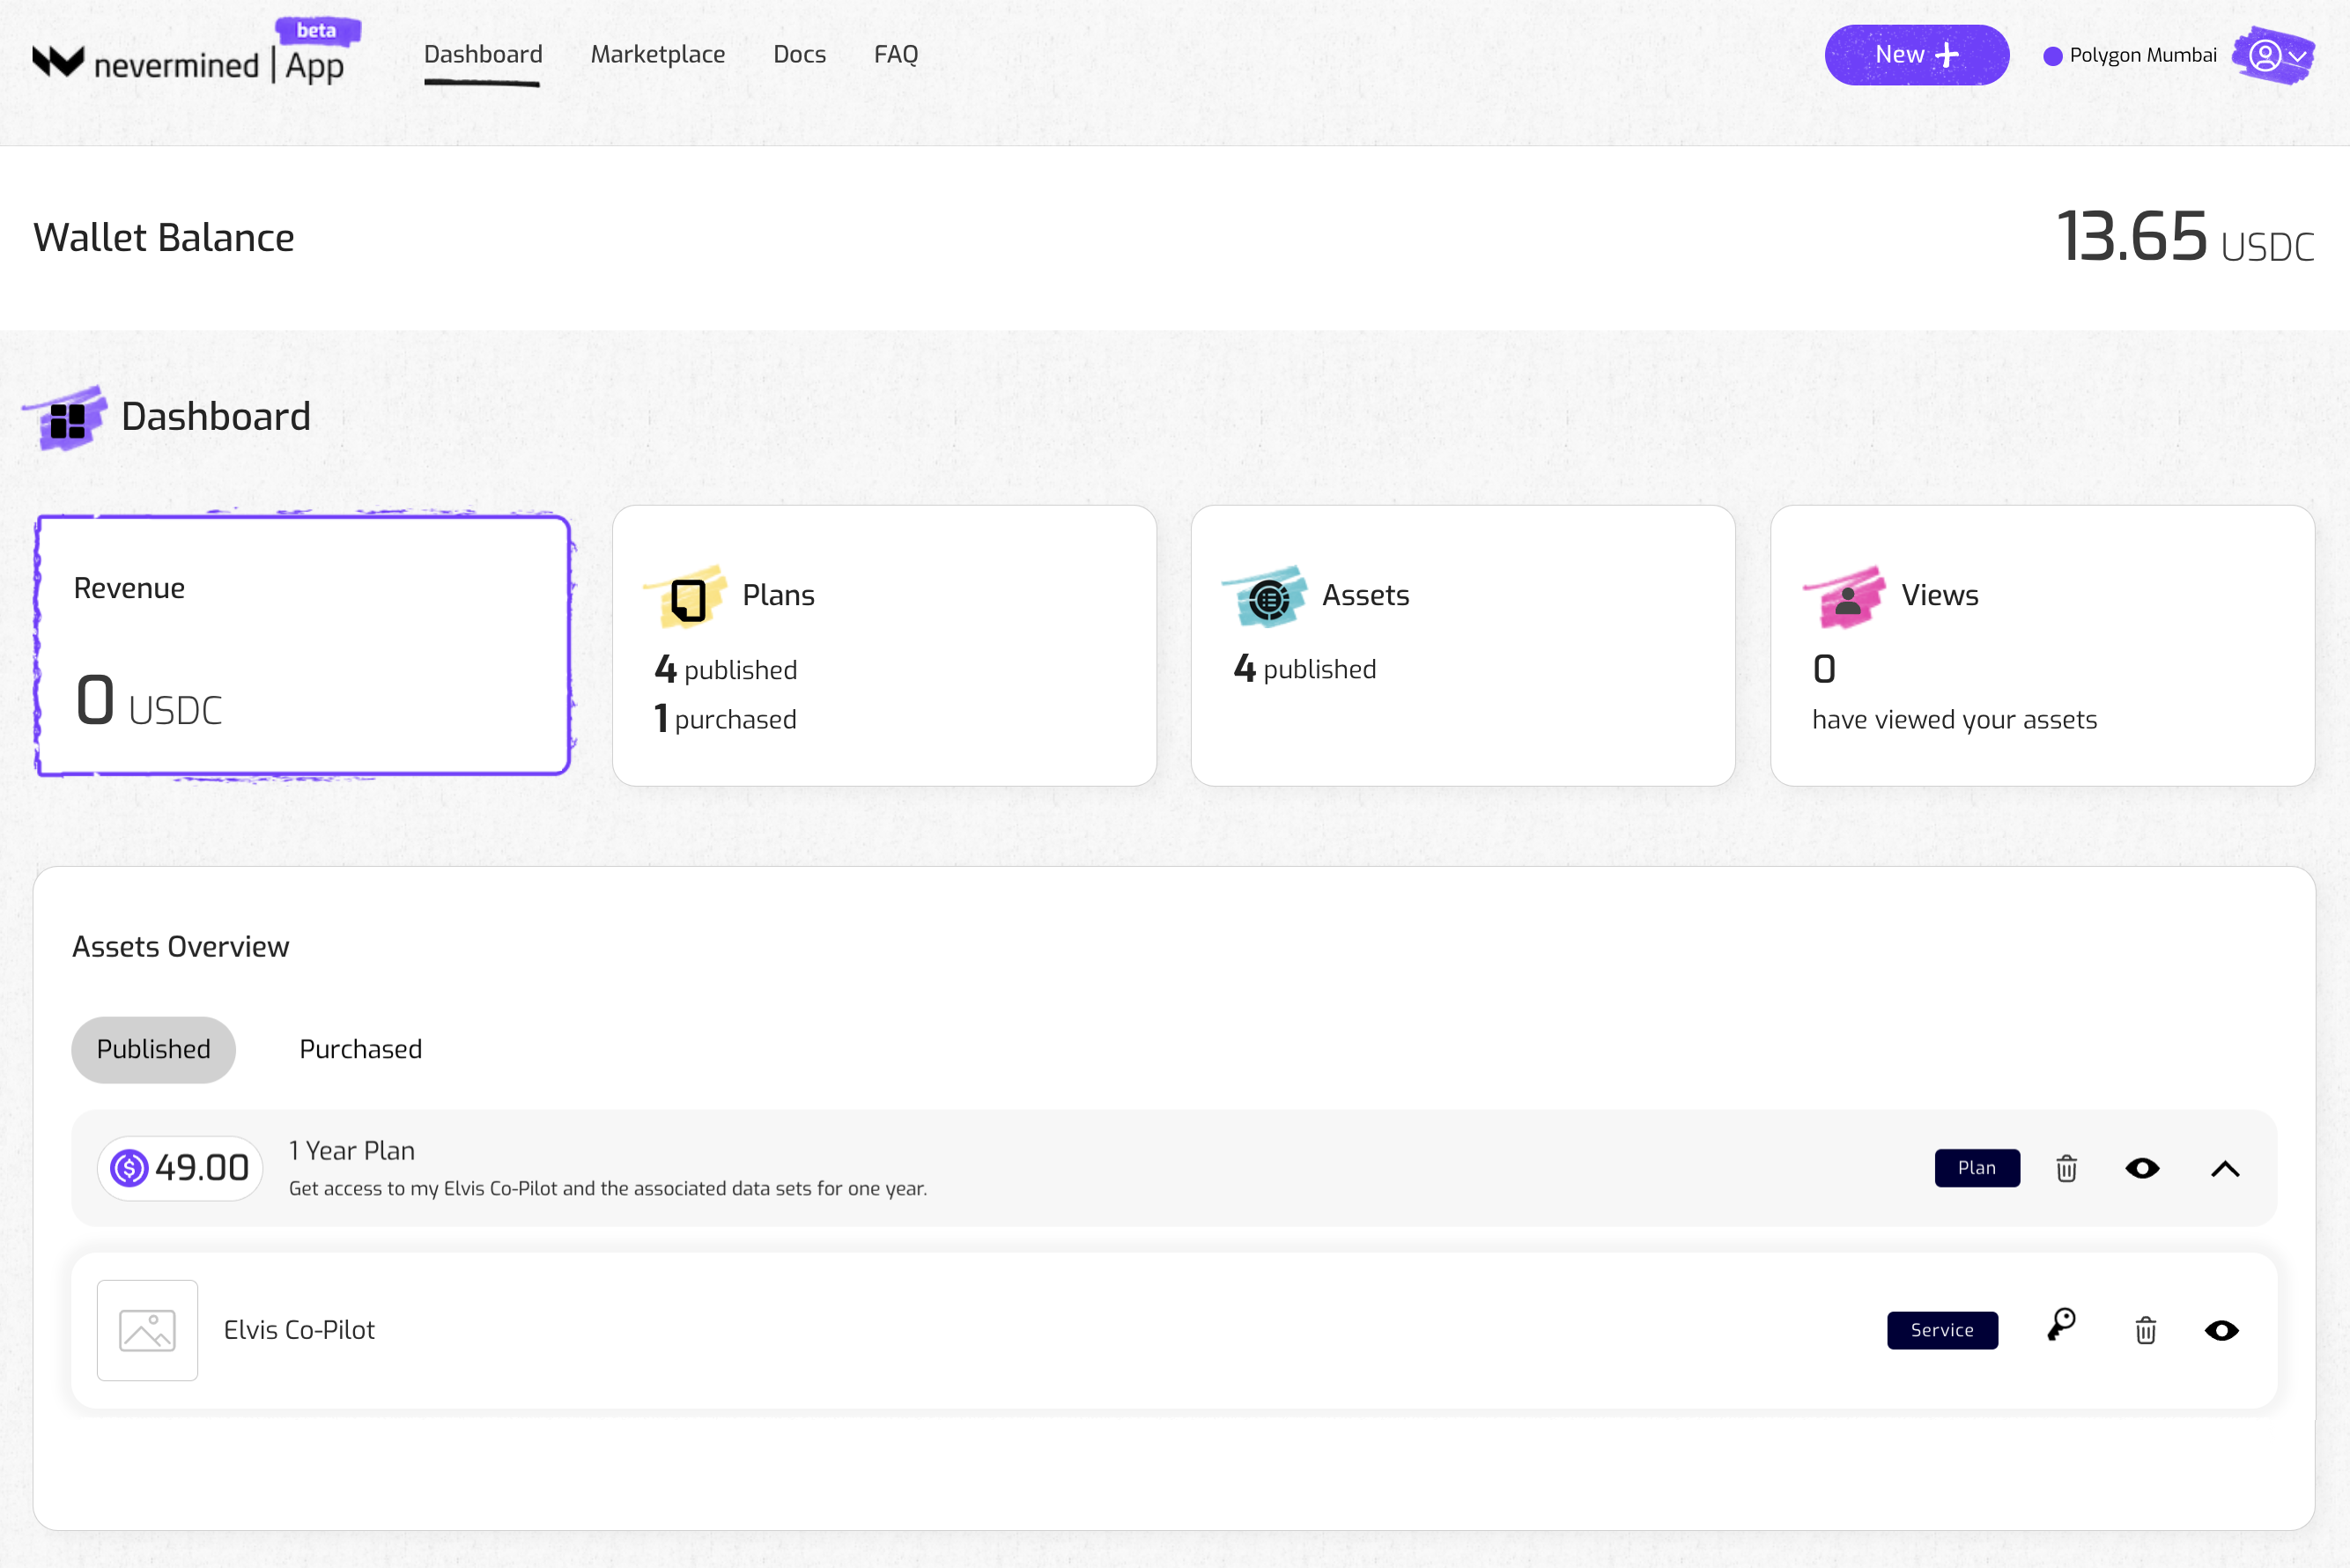 beta
nevermined | App
Dashboard
Marketplace
Docs
FAQ
New +
Polygon Mumbai
Wallet Balance
13.65 USDC
Dashboard
Revenue
0 USDC
Plans
4 published
1 purchased
Assets
4 published
Views
0
have viewed your assets
Assets Overview
Published
Purchased
49.00
1 Year Plan
Get access to my Elvis Co-Pilot and the associated data sets for one year.
Plan
Elvis Co-Pilot
Service